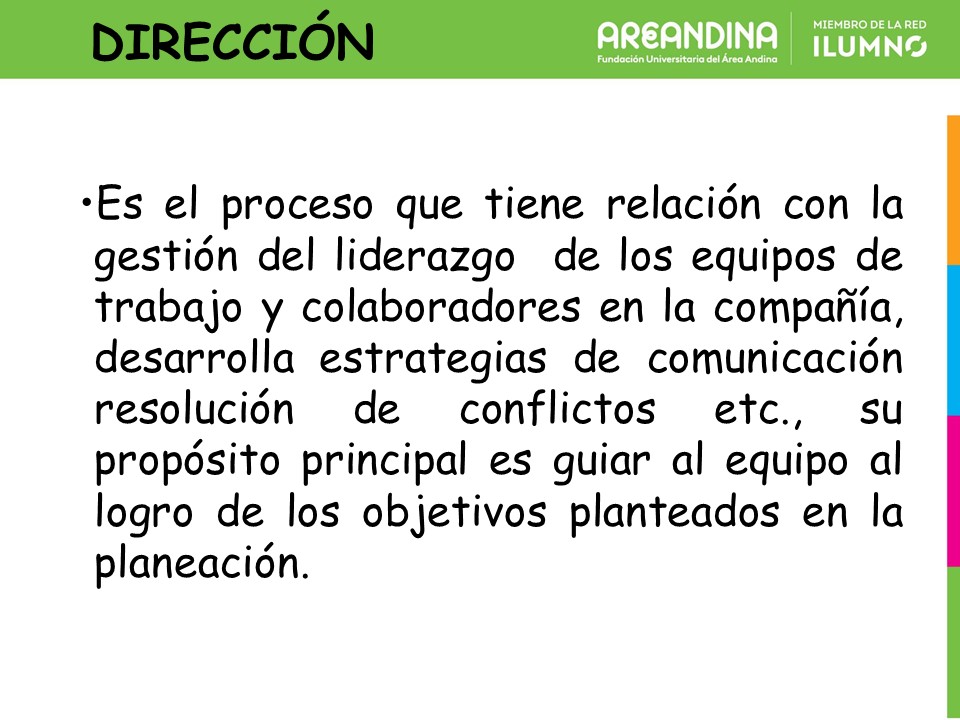 DIRECCIÓN
AREANDINA
Fundación Universitaria del Área Andina
MIEMBRO DE LA RED
ILUMNO
•Es el proceso que tiene relación con la
gestión del liderazgo de los equipos de
trabajo y colaboradores en la compañía,
desarrolla estrategias de comunicación
resolución de conflictos etc., su
propósito principal es guiar al equipo al
logro de los objetivos planteados en la
planeación.